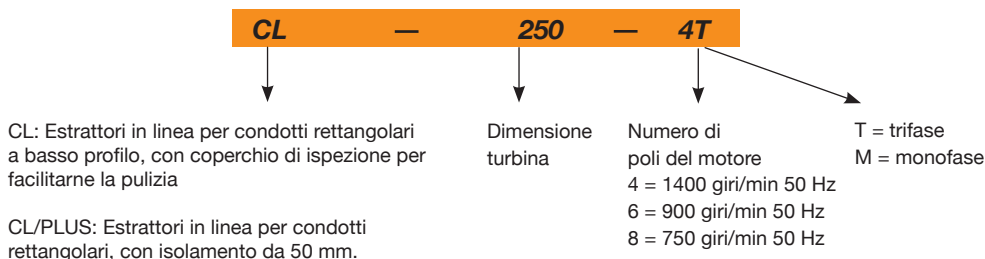 CL — 250 — 4T
CL: Estrattori in linea per condotti rettangolari
a basso profilo, con coperchio di ispezione per
facilitarne la pulizia
CL/PLUS: Estrattori in linea per condotti
rettangolari, con isolamento da 50 mm.
Dimensione
turbina
Numero di
poli del motore
4 = 1400 giri/min 50 Hz
6 = 900 giri/min 50 Hz
8 = 750 giri/min 50 Hz
T = trifase
M = monofase